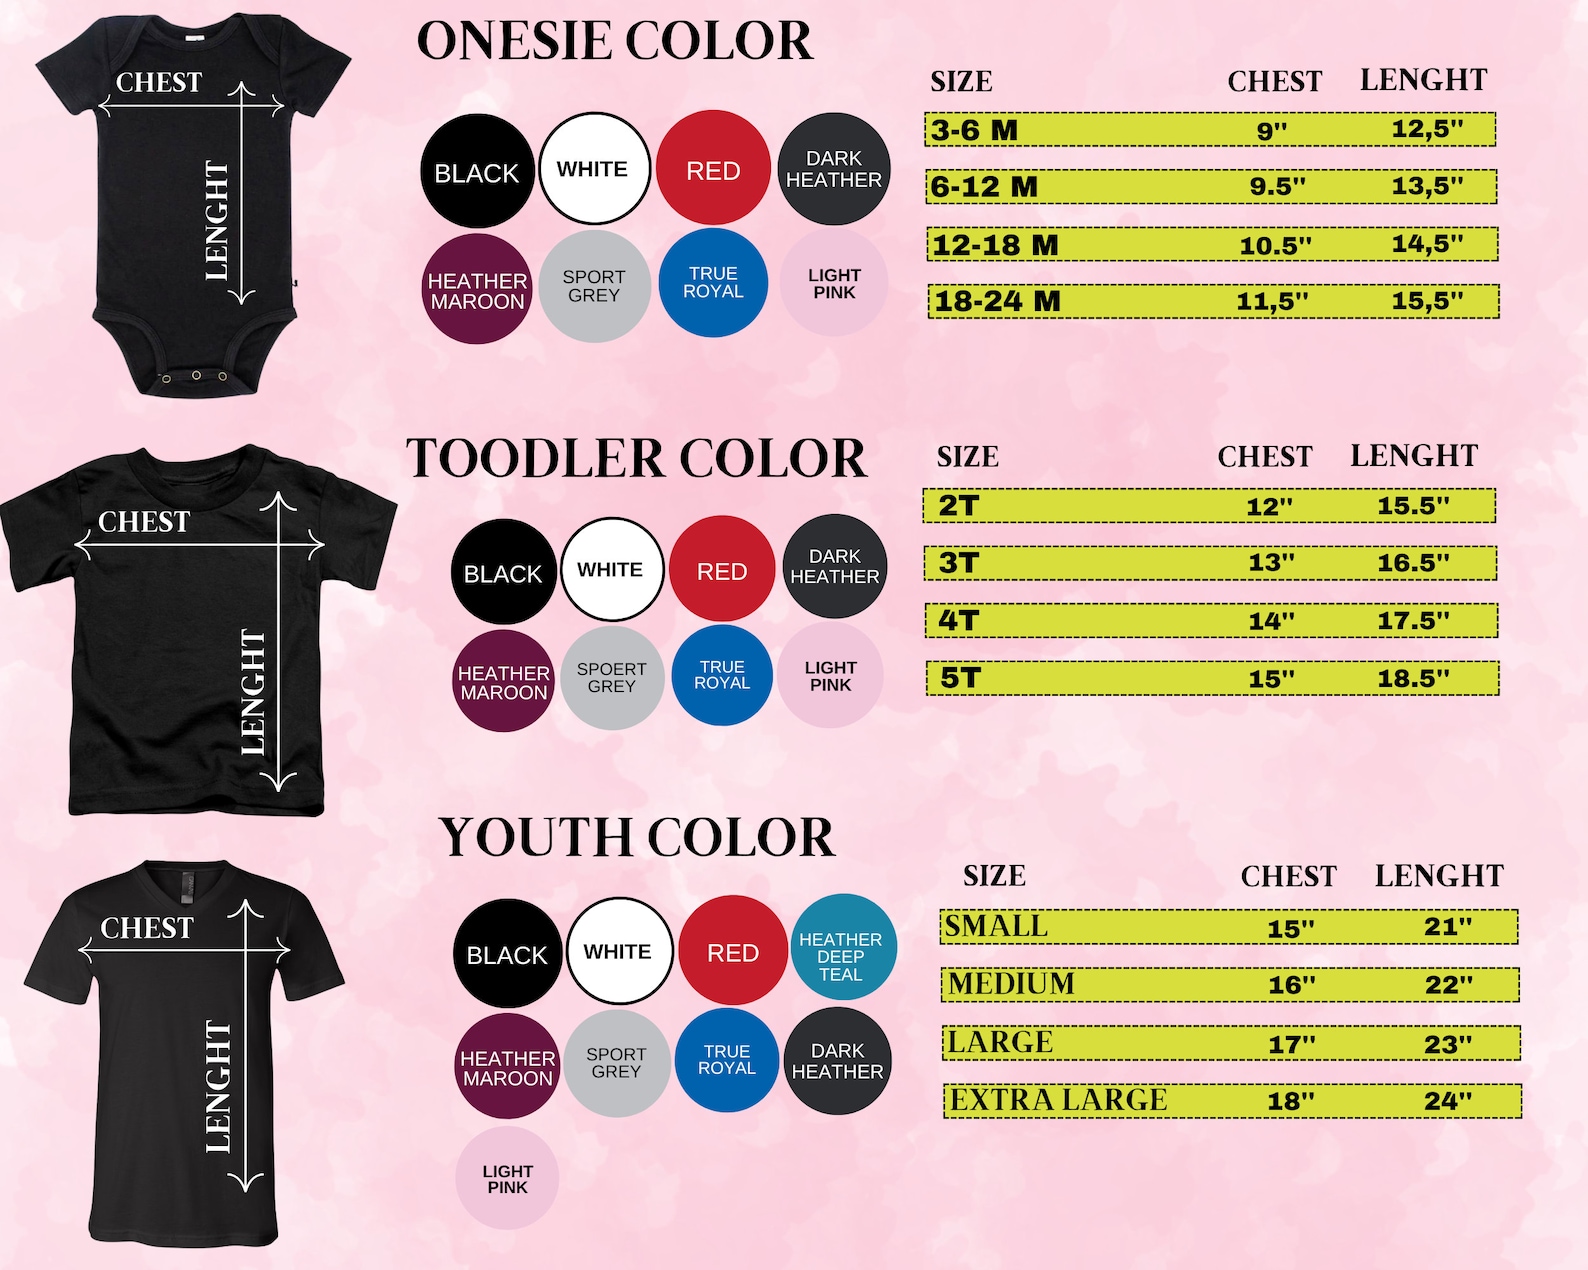 CHEST
LENGHT
ONESIE COLOR
BLACK
WHITE
RED
DARK
HEATHER
HEATHER
MAROON
SPORT
GREY
TRUE
ROYAL
LIGHT
PINK
SIZE CHEST LENGHT
3-6 M 9" 12,5"
6-12 M 9.5" 13,5"
12-18 M 10.5" 14,5"
18-24 M 11,5" 15,5"
CHEST
LENGHT
TOODLER COLOR
BLACK
WHITE
RED
DARK
HEATHER
HEATHER
MAROON
SPOERT
GREY
TRUE
ROYAL
LIGHT
PINK
SIZE CHEST LENGHT
2T 12" 15.5"
3T 13" 16.5"
4T 14" 17.5"
5T 15" 18.5"
CHEST
LENGHT
YOUTH COLOR
BLACK
WHITE
RED
HEATHER
DEEP
TEAL
HEATHER
MAROON
SPORT
GREY
TRUE
ROYAL
DARK
HEATHER
LIGHT
PINK
SIZE CHEST LENGHT
SMALL 15" 21"
MEDIUM 16" 22"
LARGE 17" 23"
EXTRA LARGE 18" 24"